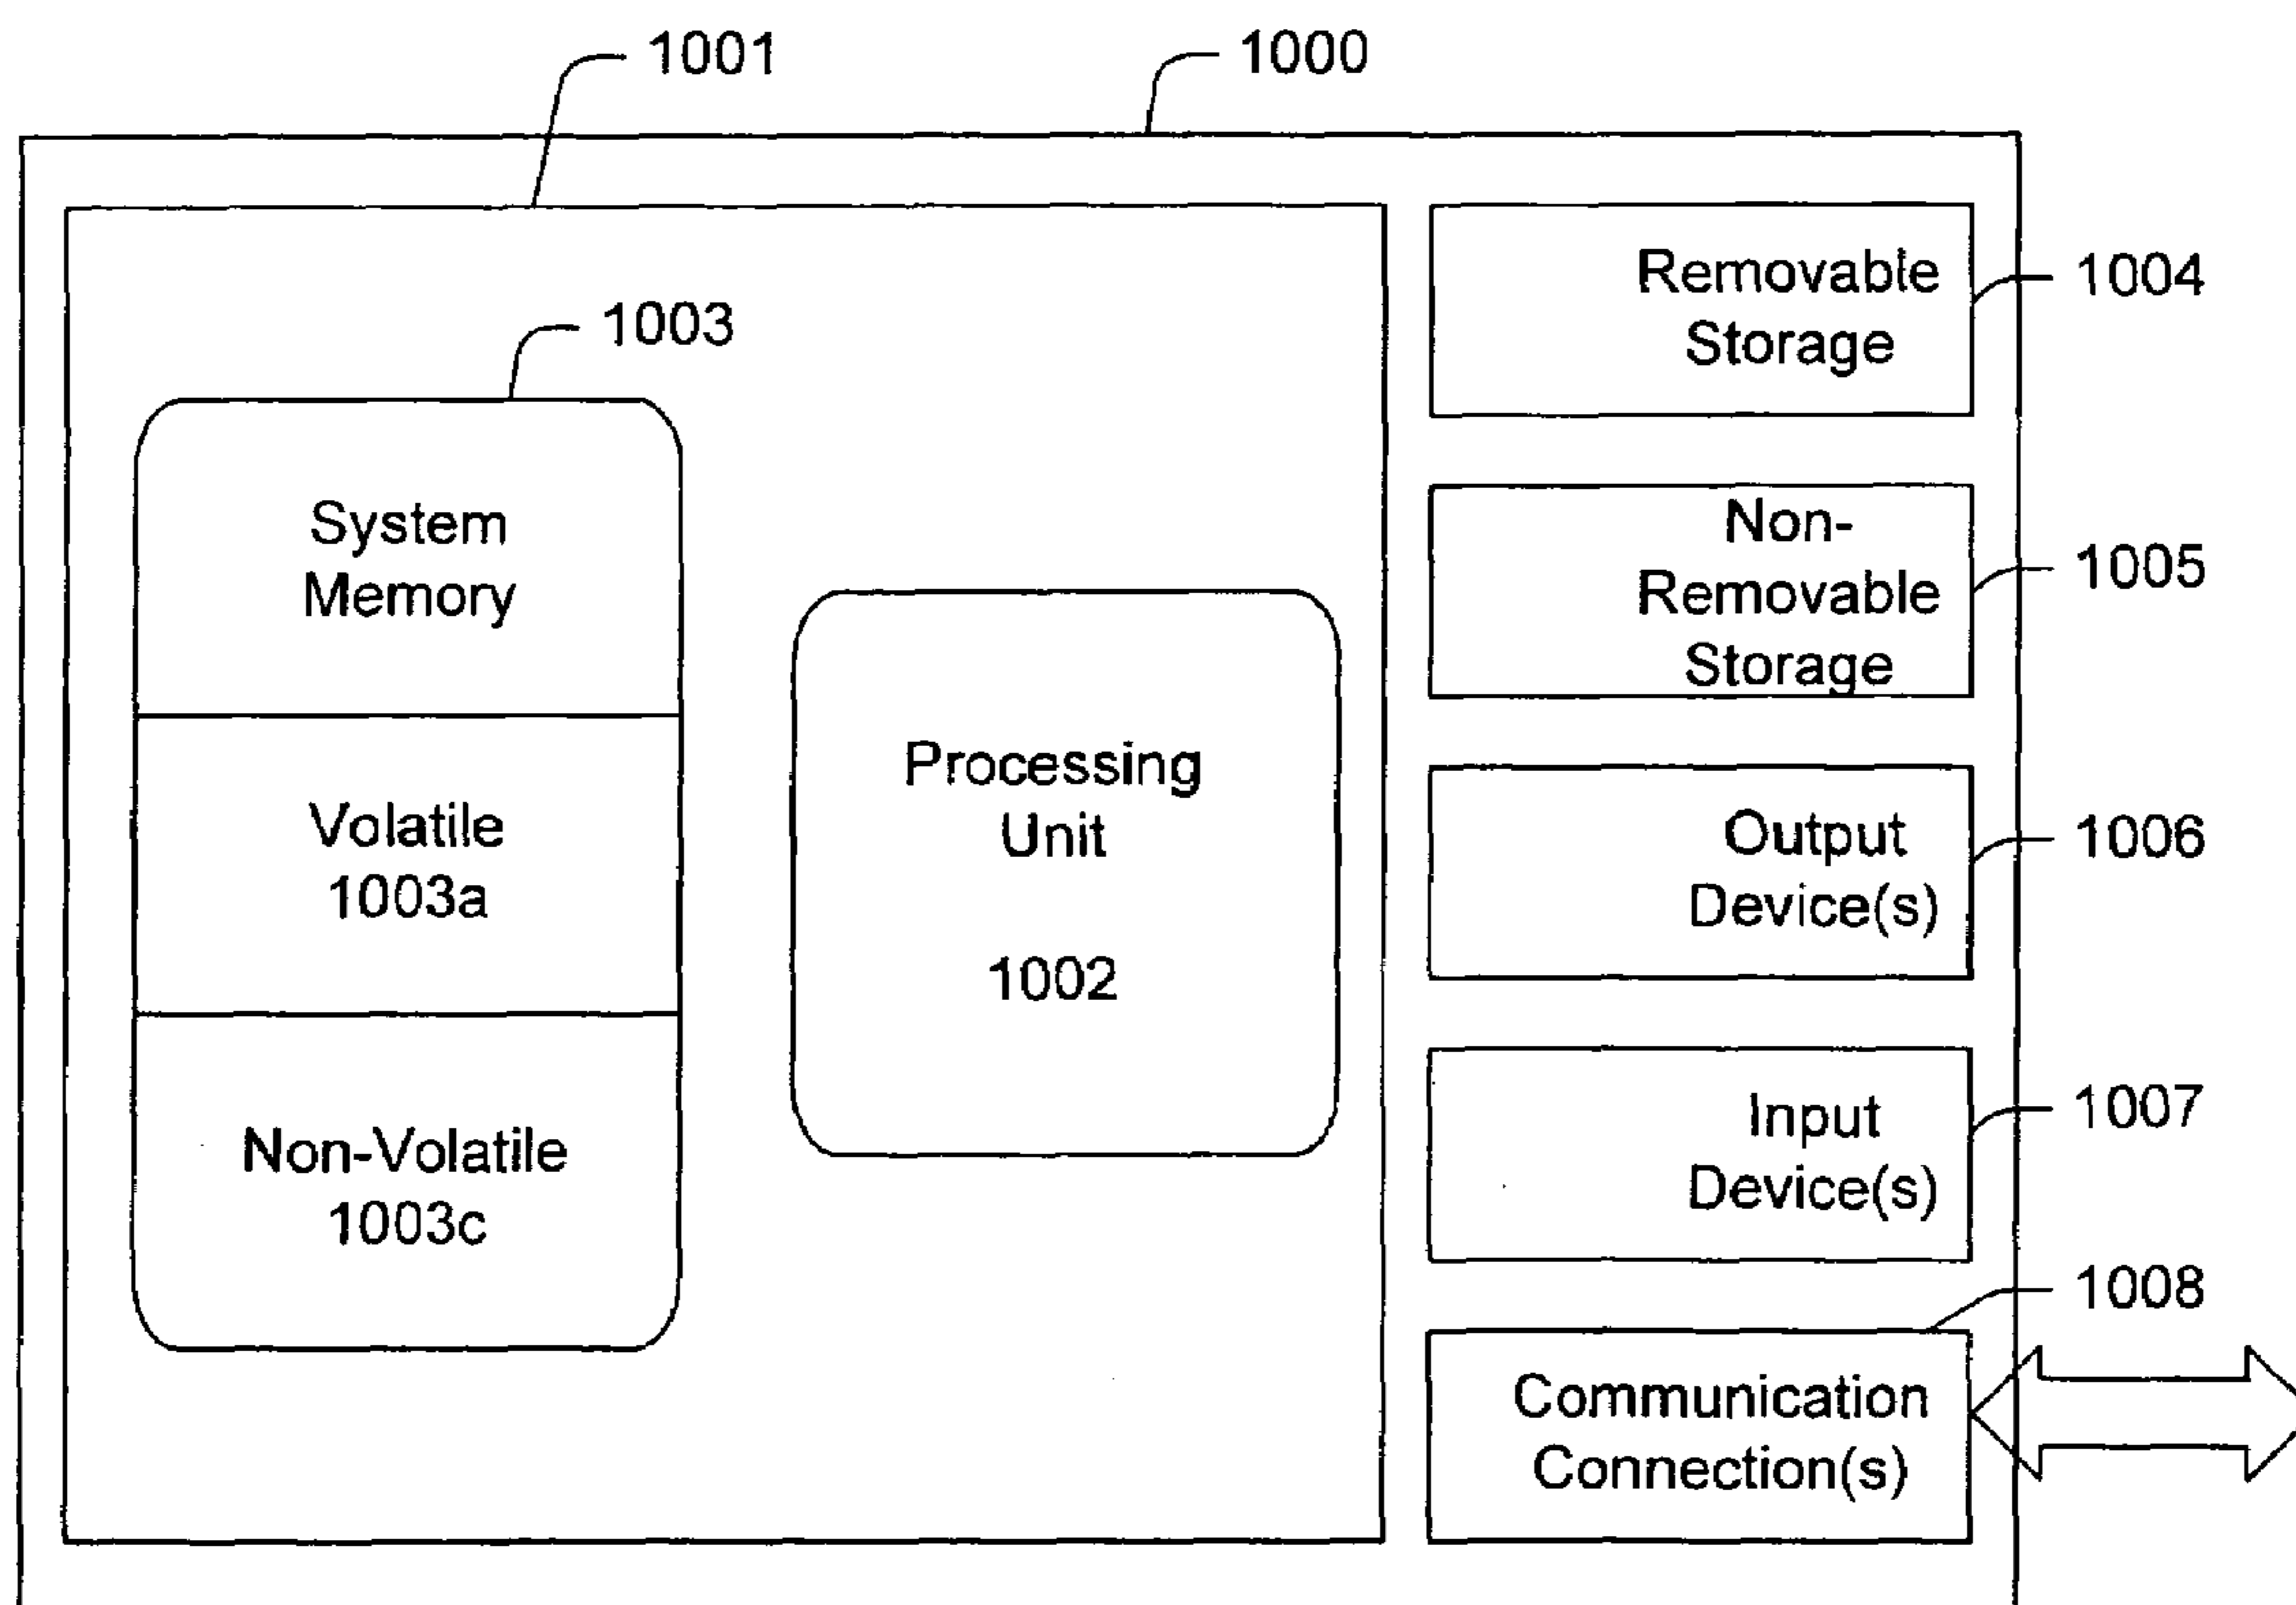 1001
1000
1003
System
Memory
Volatile
1003a
Non-Volatile
1003c
Processing
Unit
1002
Removable
Storage
1004
Non-
Removable
Storage
1005
Output
Device(s)
1006
Input
Device(s)
1007
1008
Communication
Connection(s)